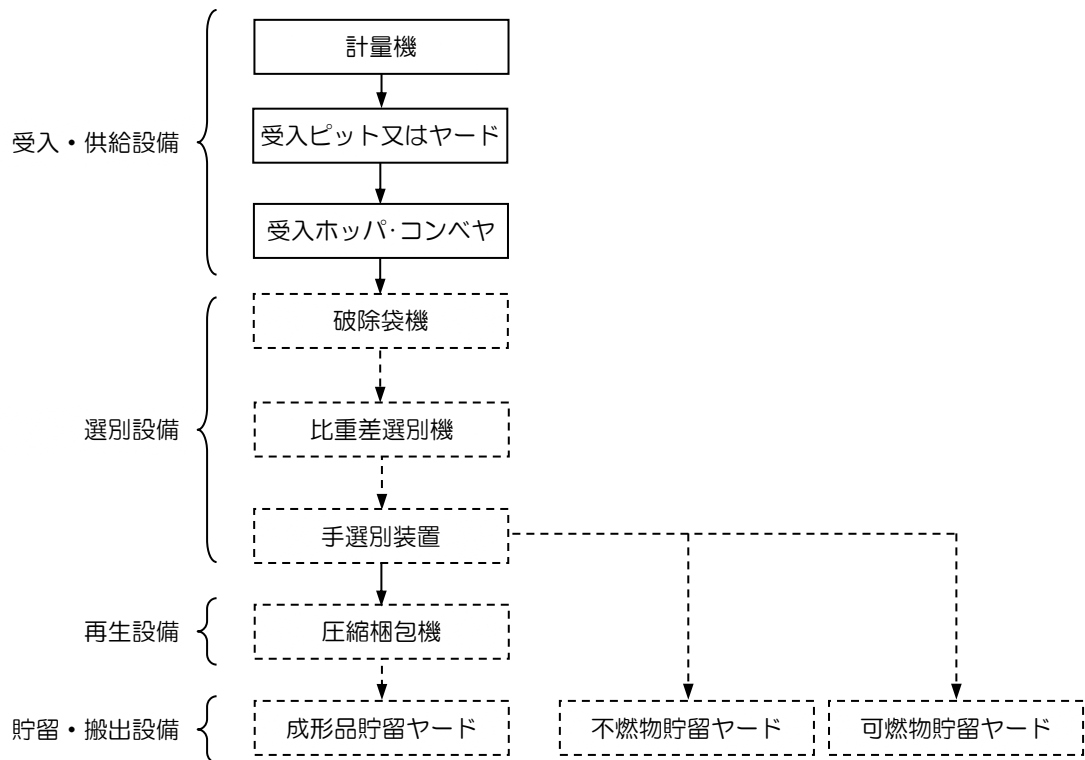 計量機
受入ピット又はヤード
受入・供給設備
受入ホッパ･コンベヤ
破除袋機
選別設備
比重差選別機
手選別装置
再生設備
圧縮梱包機
貯留・搬出設備
成形品貯留ヤード
不燃物貯留ヤード
可燃物貯留ヤード